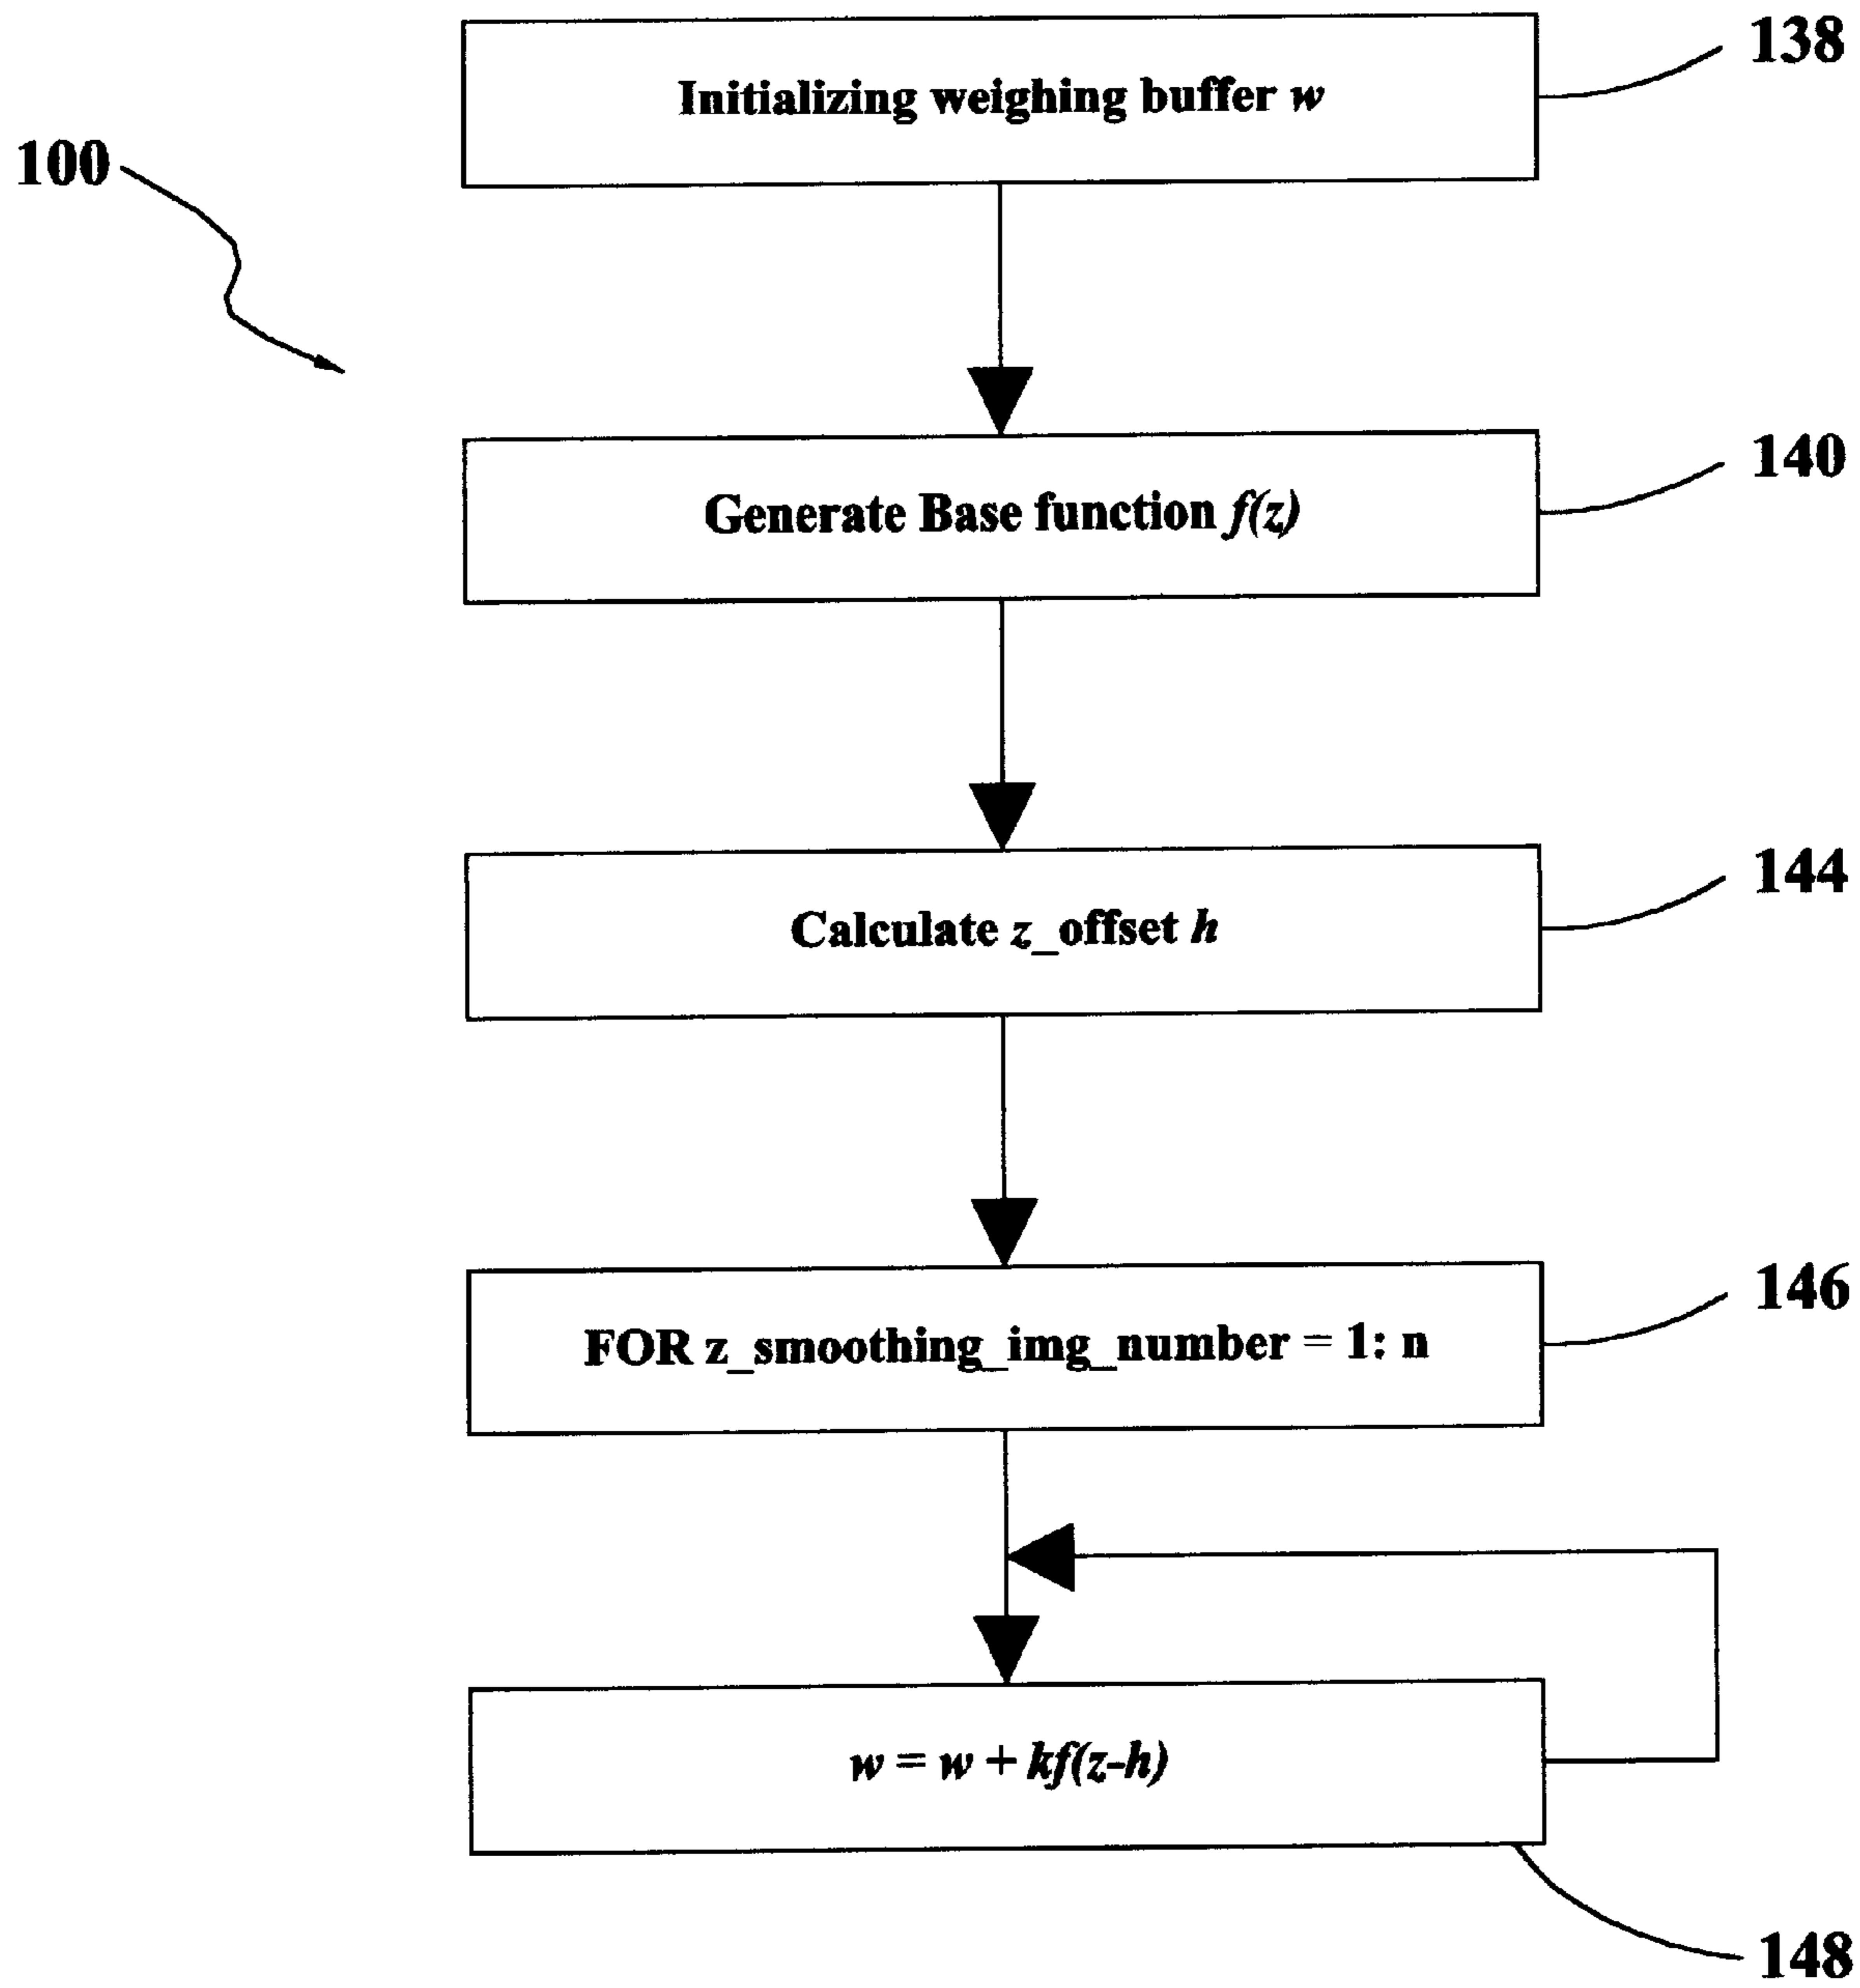 138
Initializing weighing buffer w
100
140
Generate Base function f(z)
144
Calculate z_offset h
146
FOR z_smoothing_img_number = 1: n
w = w + kf(z-h)
148